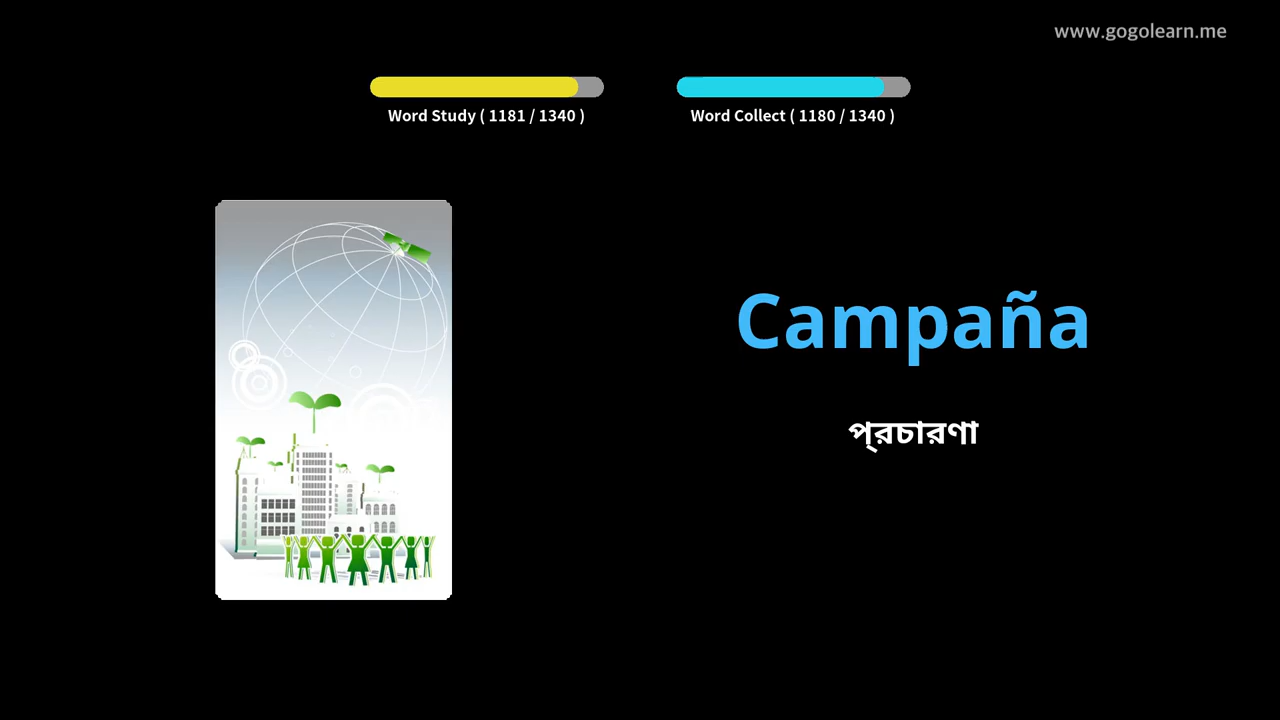 www.gogolearn.me
Word Study ( 1181 / 1340 )
Word Collect ( 1180 / 1340 )
Campaña
প্রচারণা